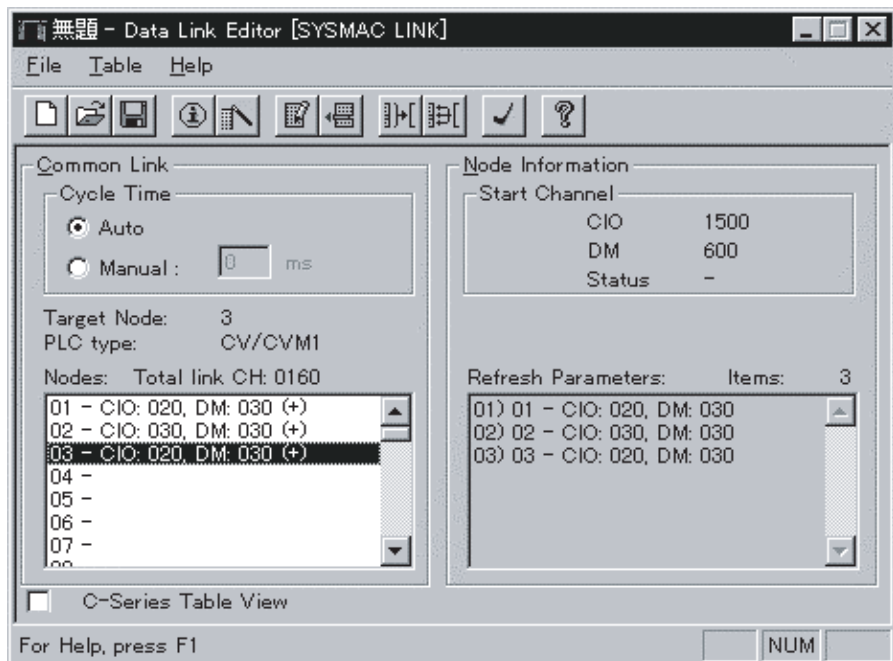 無題 - Data Link Editor [SYSMAC LINK]
File Table Help
Common Link
Cycle Time
Auto
Manual : 0 ms
Target Node: 3
PLC type: CV/CVM1
Nodes: Total link CH: 0160
01 - CIO: 020, DM: 030 (+)
02 - CIO: 030, DM: 030 (+)
03 - CIO: 020, DM: 030 (+)
04 -
05 -
06 -
07 -
C-Series Table View
Node Information
Start Channel
CIO 1500
DM 600
Status -
Refresh Parameters: Items: 3
01) 01 - CIO: 020, DM: 030
02) 02 - CIO: 030, DM: 030
03) 03 - CIO: 020, DM: 030
For Help, press F1
NUM